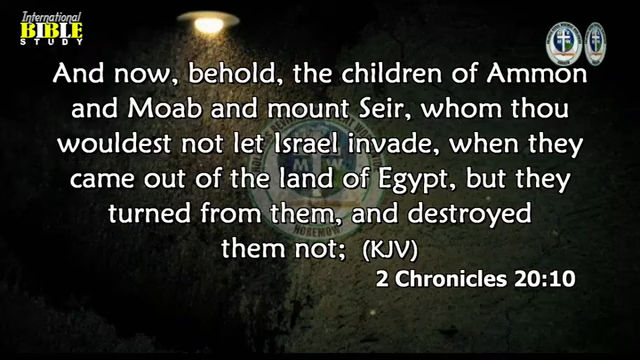 International
BIBLE
STUDY
And now, behold, the children of Ammon
and Moab and mount Seir, whom thou
wouldest not let Israel invade, when they
came out of the land of Egypt, but they
turned from them, and destroyed
them not; (KJV)
2 Chronicles 20:10
HOREMOW